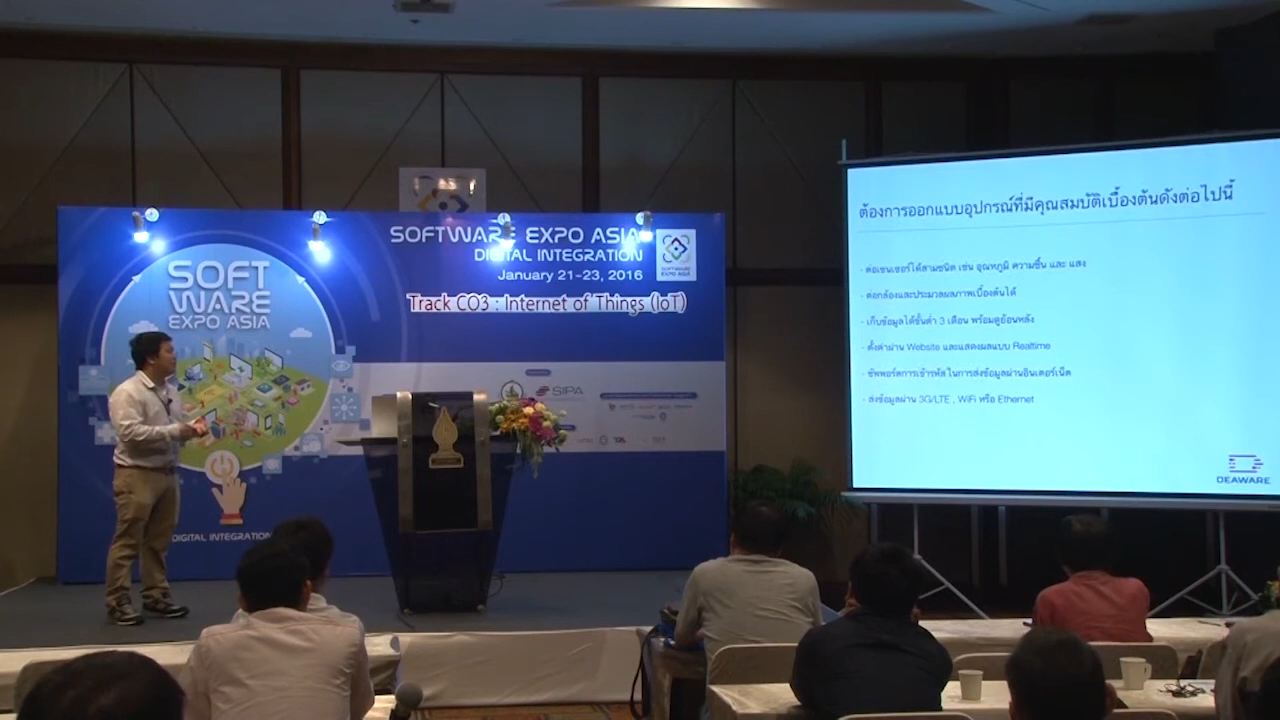 SOFTWARE EXPO ASIA
DIGITAL INTEGRATION
January 21-23, 2016
Track CO3 : Internet of Things (IoT)
SOFTWARE
EXPO ASIA
SOFT
WARE
EXPO ASIA
SIPA
DIGITAL INTEGRATION
ต้องการออกแบบอุปกรณ์ที่มีคุณสมบัติเบื้องต้นดังต่อไปนี้
- ต่อเซนเซอร์ได้สามชนิด เช่น อุณหภูมิ ความชื้น และ แสง
- ต่อกล้องและประมวลผลภาพเบื้องต้นได้
- เก็บข้อมูลได้ขั้นต่ำ 3 เดือน พร้อมดูย้อนหลัง
- ตั้งค่าผ่าน Website และแสดงผลแบบ Realtime
- ซัพพอร์ตการเข้ารหัส ในการส่งข้อมูลผ่านอินเตอร์เน็ต
- ส่งข้อมูลผ่าน 3G/LTE , WiFi หรือ Ethernet
DEAWARE